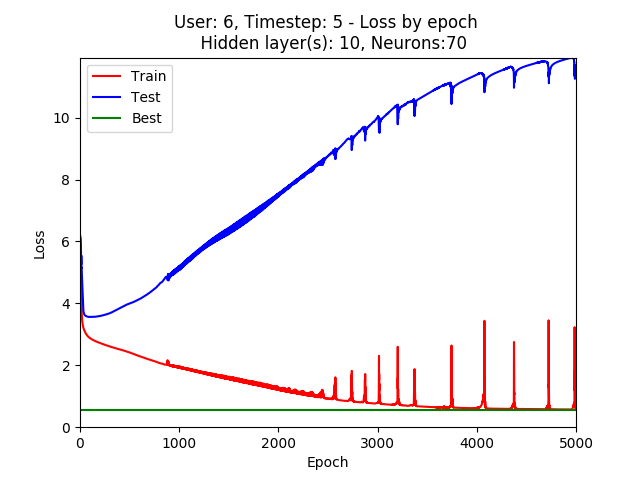 User: 6, Timestep: 5 - Loss by epoch
Hidden layer(s): 10, Neurons:70
Train
Test
Best
Loss
10
8
6
4
2
0
0 1000 2000 3000 4000 5000
Epoch